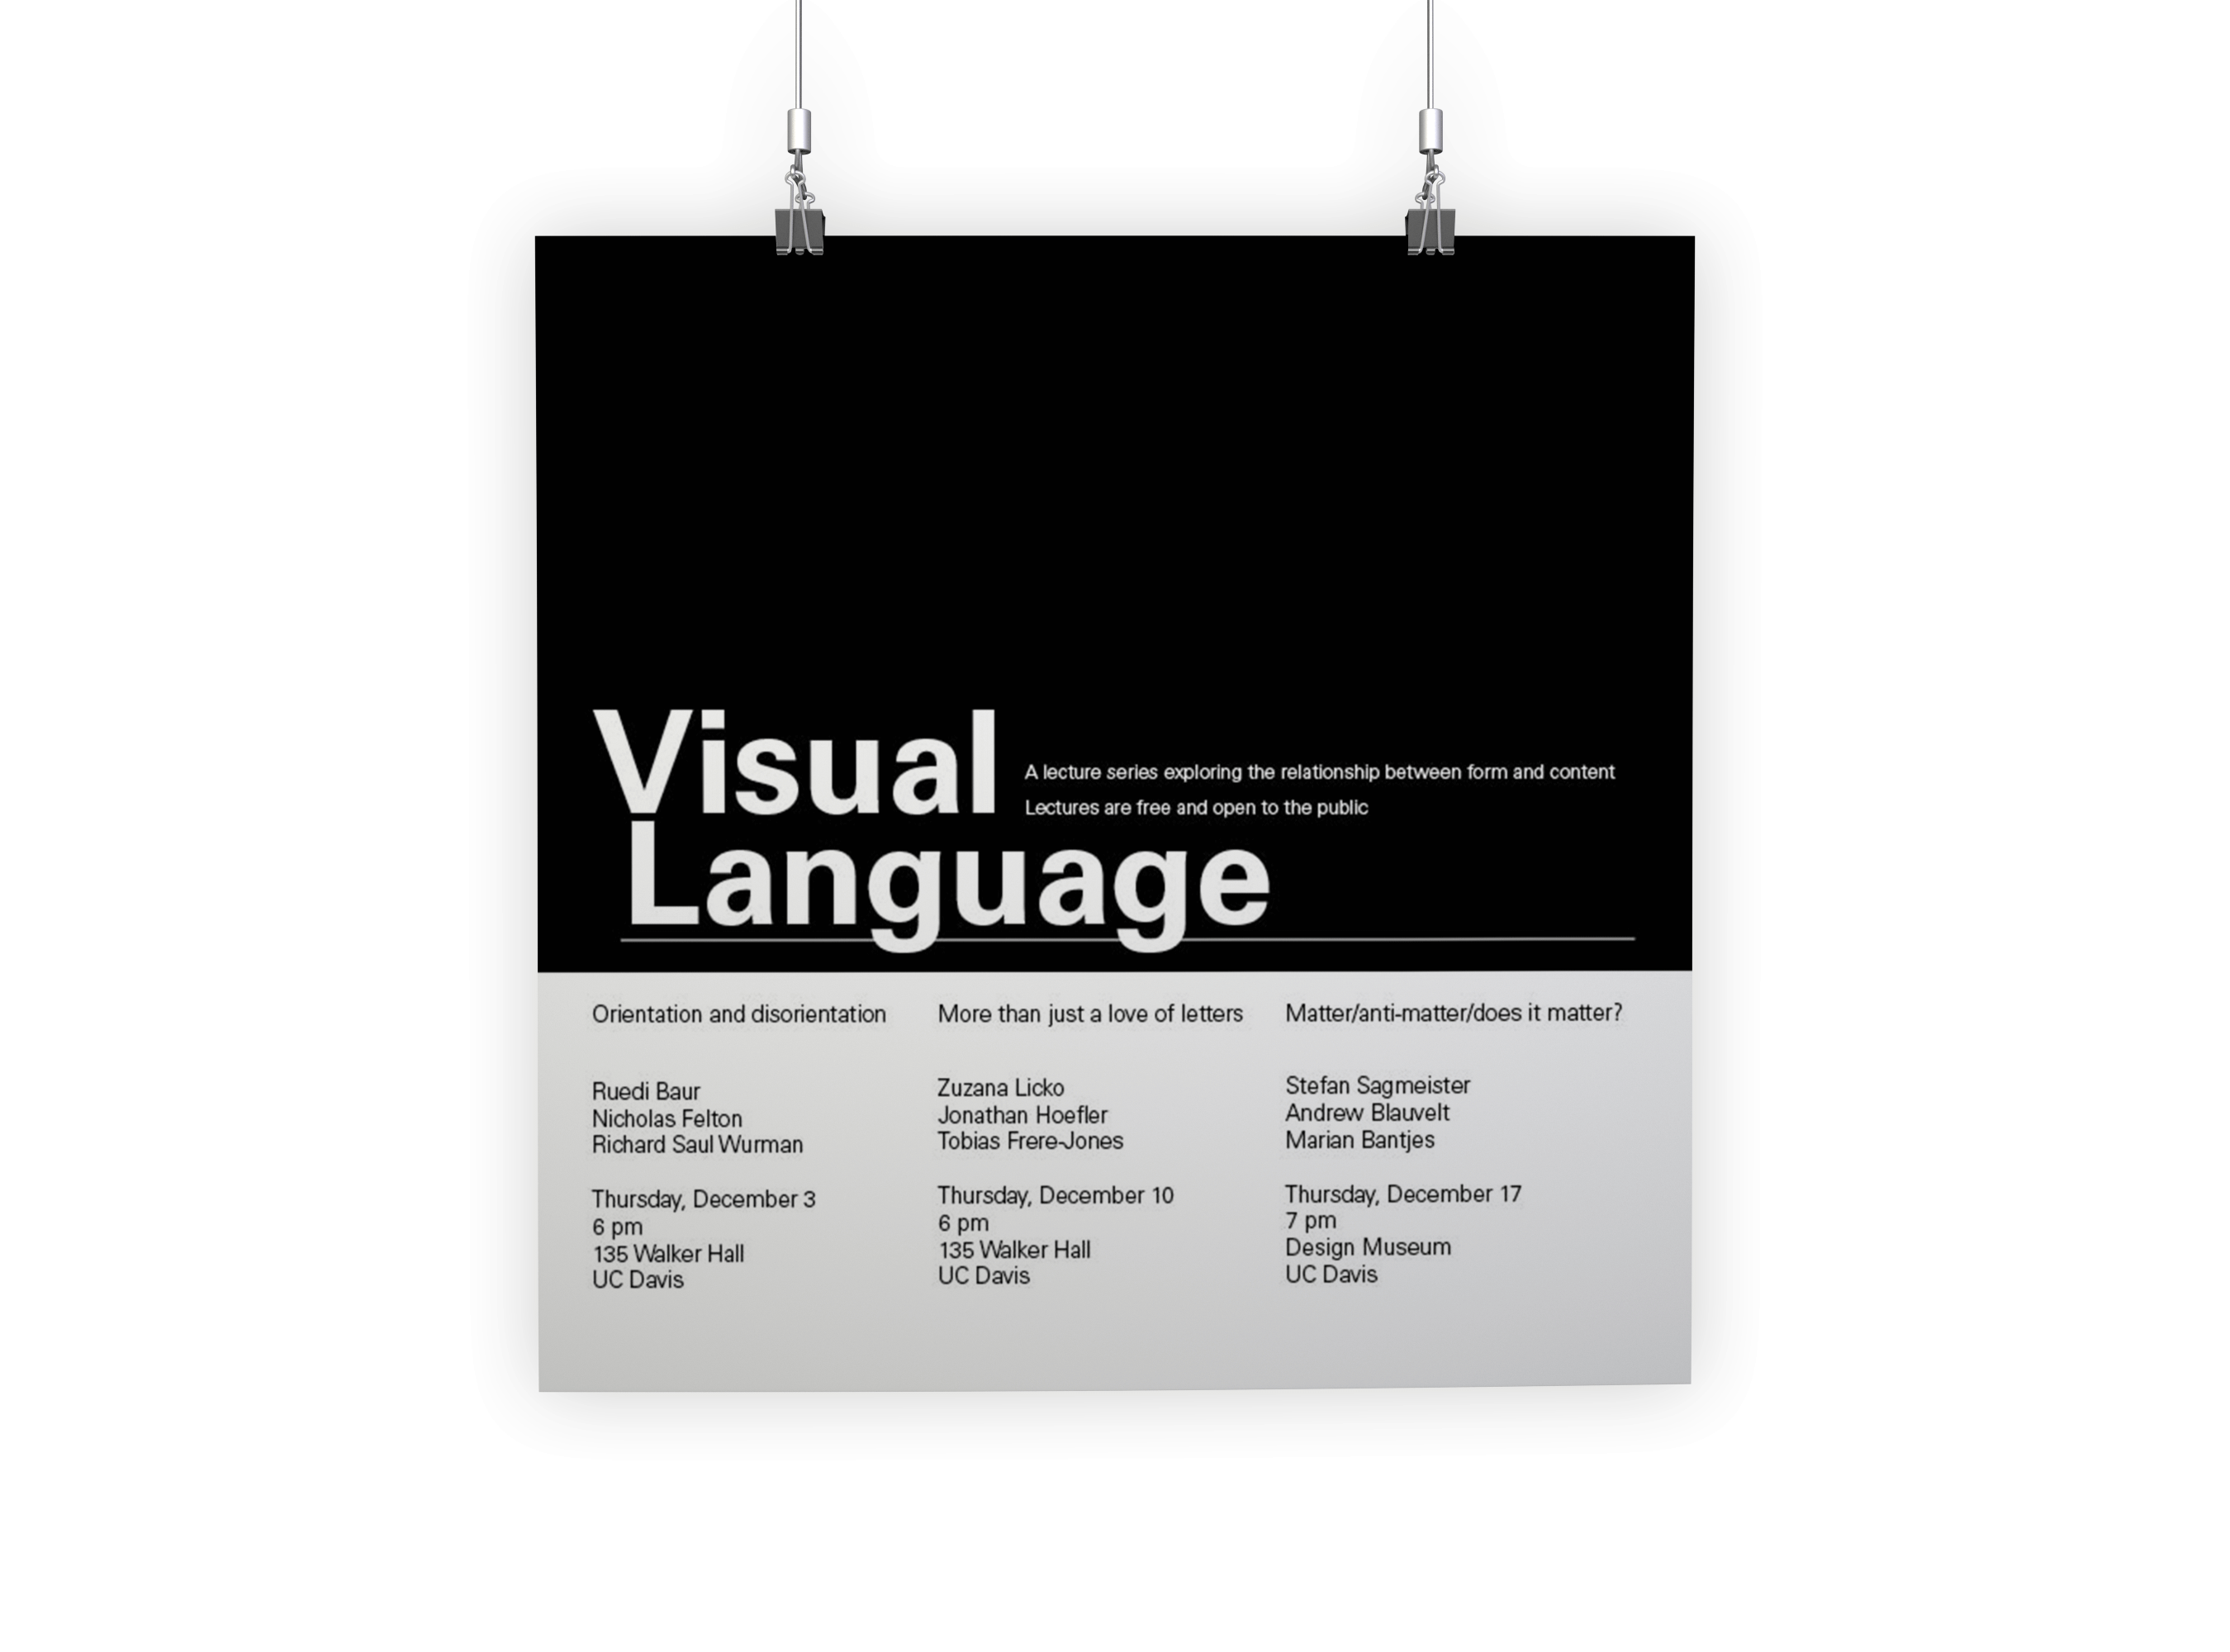 Visual
Language
A lecture series exploring the relationship between form and content
Lectures are free and open to the public
Orientation and disorientation
Ruedi Baur
Nicholas Felton
Richard Saul Wurman
Thursday, December 3
6 pm
135 Walker Hall
UC Davis
More than just a love of letters
Zuzana Licko
Jonathan Hoefler
Tobias Frere-Jones
Thursday, December 10
6 pm
135 Walker Hall
UC Davis
Matter/anti-matter/does it matter?
Stefan Sagmeister
Andrew Blauvelt
Marian Bantjes
Thursday, December 17
7 pm
Design Museum
UC Davis